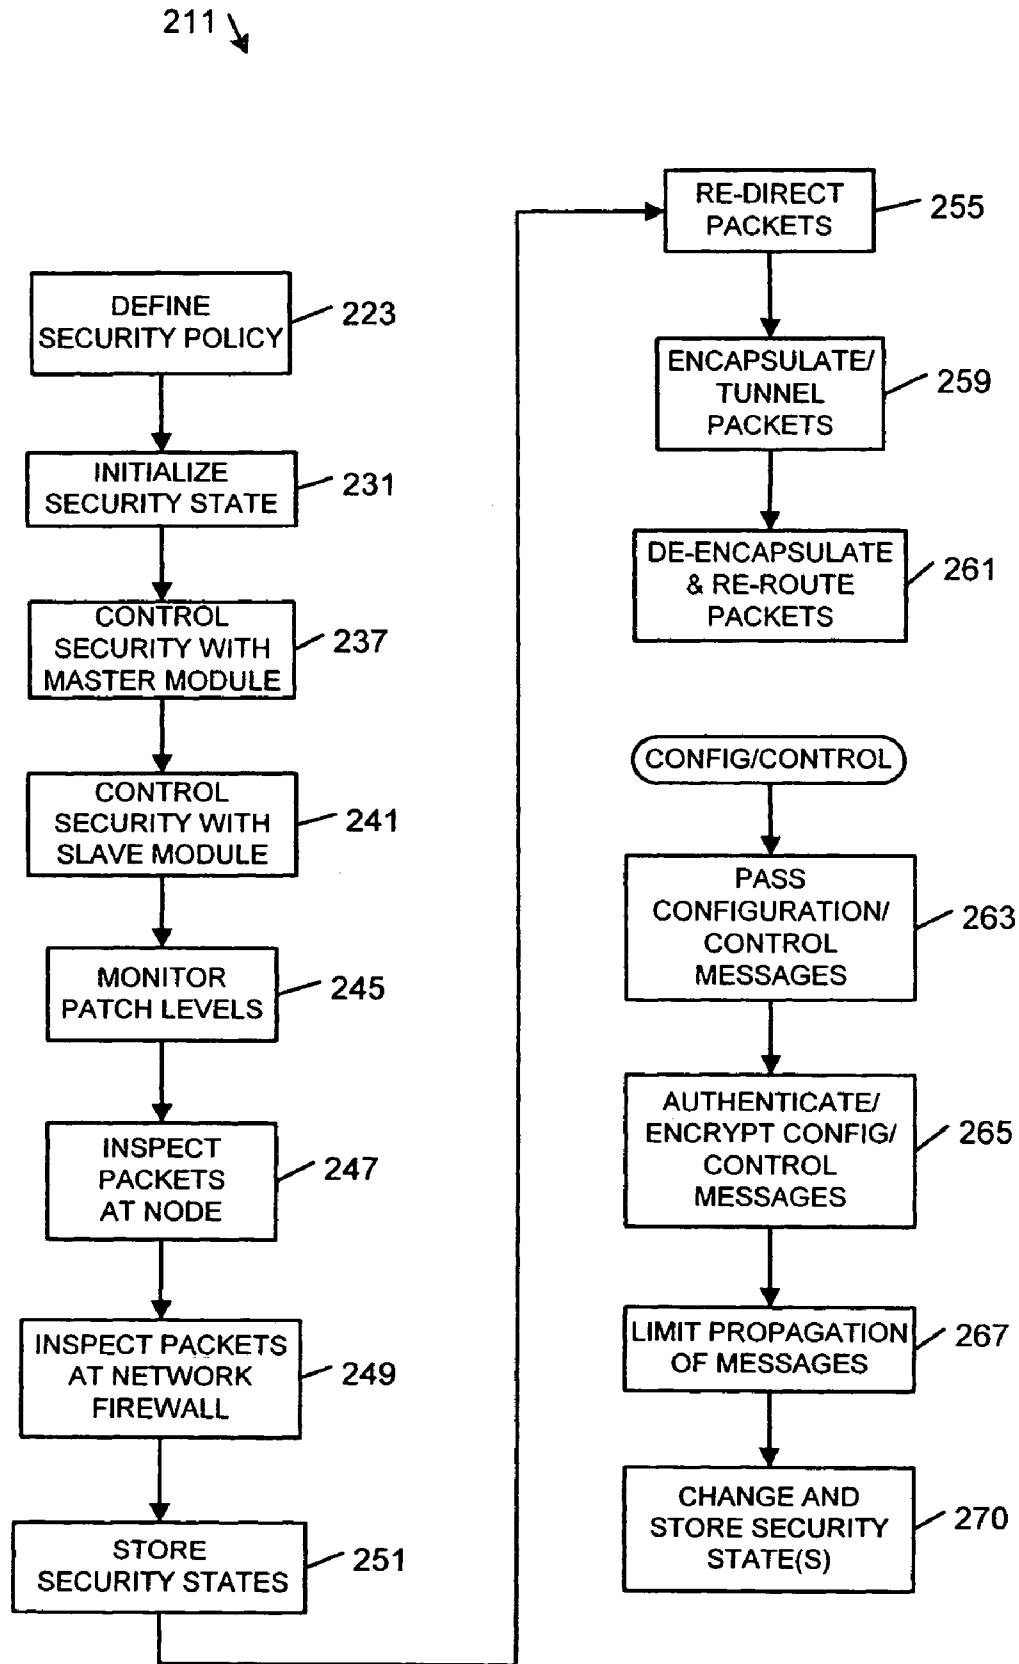 211
DEFINE
SECURITY POLICY
223
INITIALIZE
SECURITY STATE
231
CONTROL
SECURITY WITH
MASTER MODULE
237
CONTROL
SECURITY WITH
SLAVE MODULE
241
MONITOR
PATCH LEVELS
245
INSPECT
PACKETS
AT NODE
247
INSPECT PACKETS
AT NETWORK
FIREWALL
249
STORE
SECURITY STATES
251
RE-DIRECT
PACKETS
255
ENCAPSULATE/
TUNNEL
PACKETS
259
DE-ENCAPSULATE
& RE-ROUTE
PACKETS
261
CONFIG/CONTROL
PASS
CONFIGURATION/
CONTROL
MESSAGES
263
AUTHENTICATE/
ENCRYPT CONFIG/
CONTROL
MESSAGES
265
LIMIT PROPAGATION
OF MESSAGES
267
CHANGE AND
STORE SECURITY
STATE(S)
270